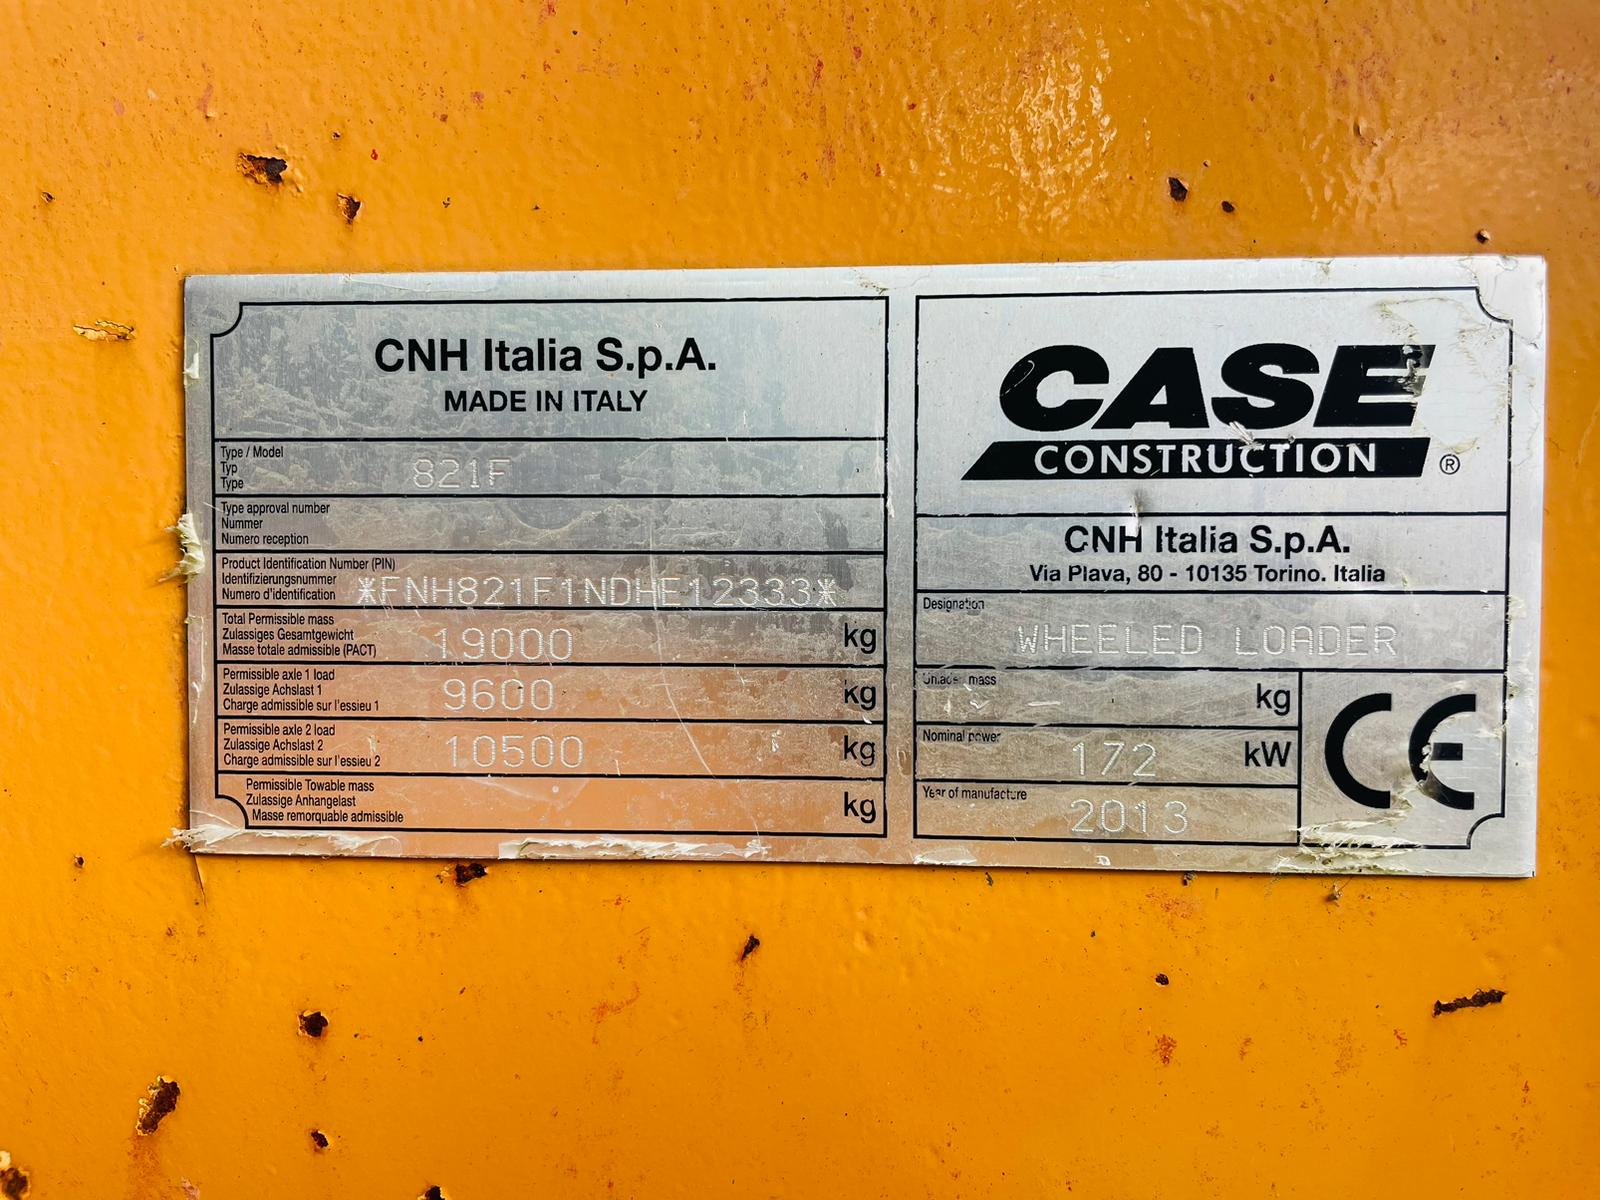 CNH Italia S.p.A.
MADE IN ITALY
Type / Model
Typ
Type
821F
Type approval number
Nummer
Numero reception
Product Identification Number (PIN)
Identifizierungsnummer
Numero d'identification
*FNH821F1NDHE12333*
Total Permissible mass
Zulassiges Gesamtgewicht
Masse totale admissible (PACT)
19000 kg
Permissible axle 1 load
Zulassige Achslast 1
Charge admissible sur l'essieu 1
9600 kg
Permissible axle 2 load
Zulassige Achslast 2
Charge admissible sur l'essieu 2
10500 kg
Permissible Towable mass
Zulassige Anhangelast
Masse remorquable admissible
kg
CASE
CONSTRUCTION ®
CNH Italia S.p.A.
Via Plava, 80 - 10135 Torino. Italia
Designation
WHEELED LOADER
Unladen mass
kg
Nominal power
172 kW
Year of manufacture
2013
CE